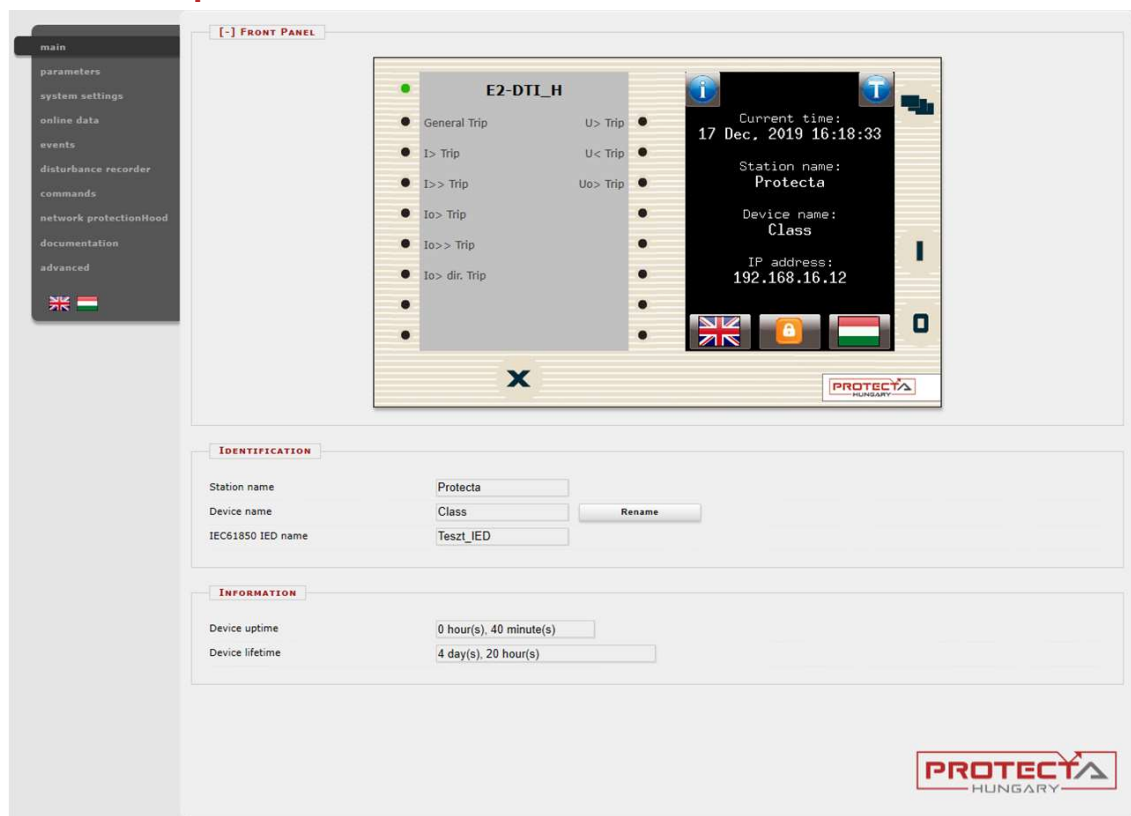 [-] Front Panel
main
parameters
system settings
online data
events
disturbance recorder
commands
network protectionHood
documentation
advanced
E2-DTI_H
General Trip U> Trip
I> Trip U< Trip
I>> Trip Uo> Trip
Io> Trip
Io>> Trip
Io> dir. Trip
i
T
Current time:
17 Dec, 2019 16:18:33
Station name:
Protecta
Device name:
Class
IP address:
192.168.16.12
I
O
X
PROTECTA
HUNGARY
Identification
Station name Protecta
Device name Class Rename
IEC61850 IED name Teszt_IED
Information
Device uptime 0 hour(s), 40 minute(s)
Device lifetime 4 day(s), 20 hour(s)
PROTECTA
HUNGARY